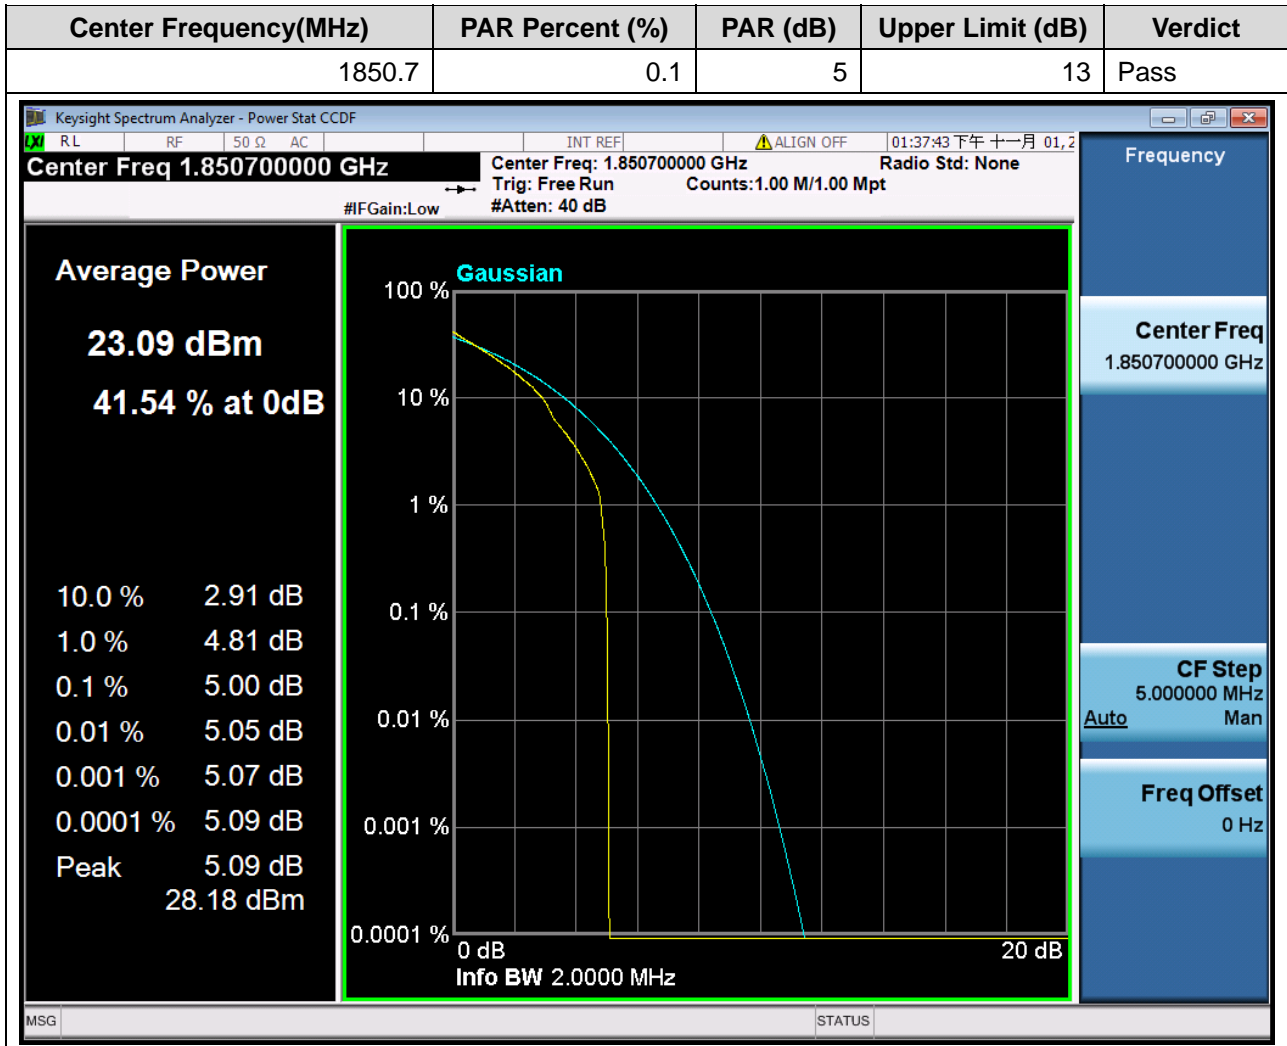 Center Frequency(MHz) PAR Percent (%) PAR (dB) Upper Limit (dB) Verdict
1850.7 0.1 5 13 Pass
Keysight Spectrum Analyzer - Power Stat CCDF
LXI RL RF 50 Ω AC INT REF ALIGN OFF 01:37:43 下午 十一月 01, 2
Center Freq 1.850700000 GHz
Center Freq: 1.850700000 GHz Radio Std: None
Trig: Free Run Counts:1.00 M/1.00 Mpt
#IFGain:Low #Atten: 40 dB
Average Power
23.09 dBm
41.54 % at 0dB
10.0 % 2.91 dB
1.0 % 4.81 dB
0.1 % 5.00 dB
0.01 % 5.05 dB
0.001 % 5.07 dB
0.0001 % 5.09 dB
Peak 5.09 dB
28.18 dBm
Gaussian
100 %
10 %
1 %
0.1 %
0.01 %
0.001 %
0.0001 %
0 dB 20 dB
Info BW 2.0000 MHz
Frequency
Center Freq
1.850700000 GHz
CF Step
5.000000 MHz
Auto Man
Freq Offset
0 Hz
MSG STATUS